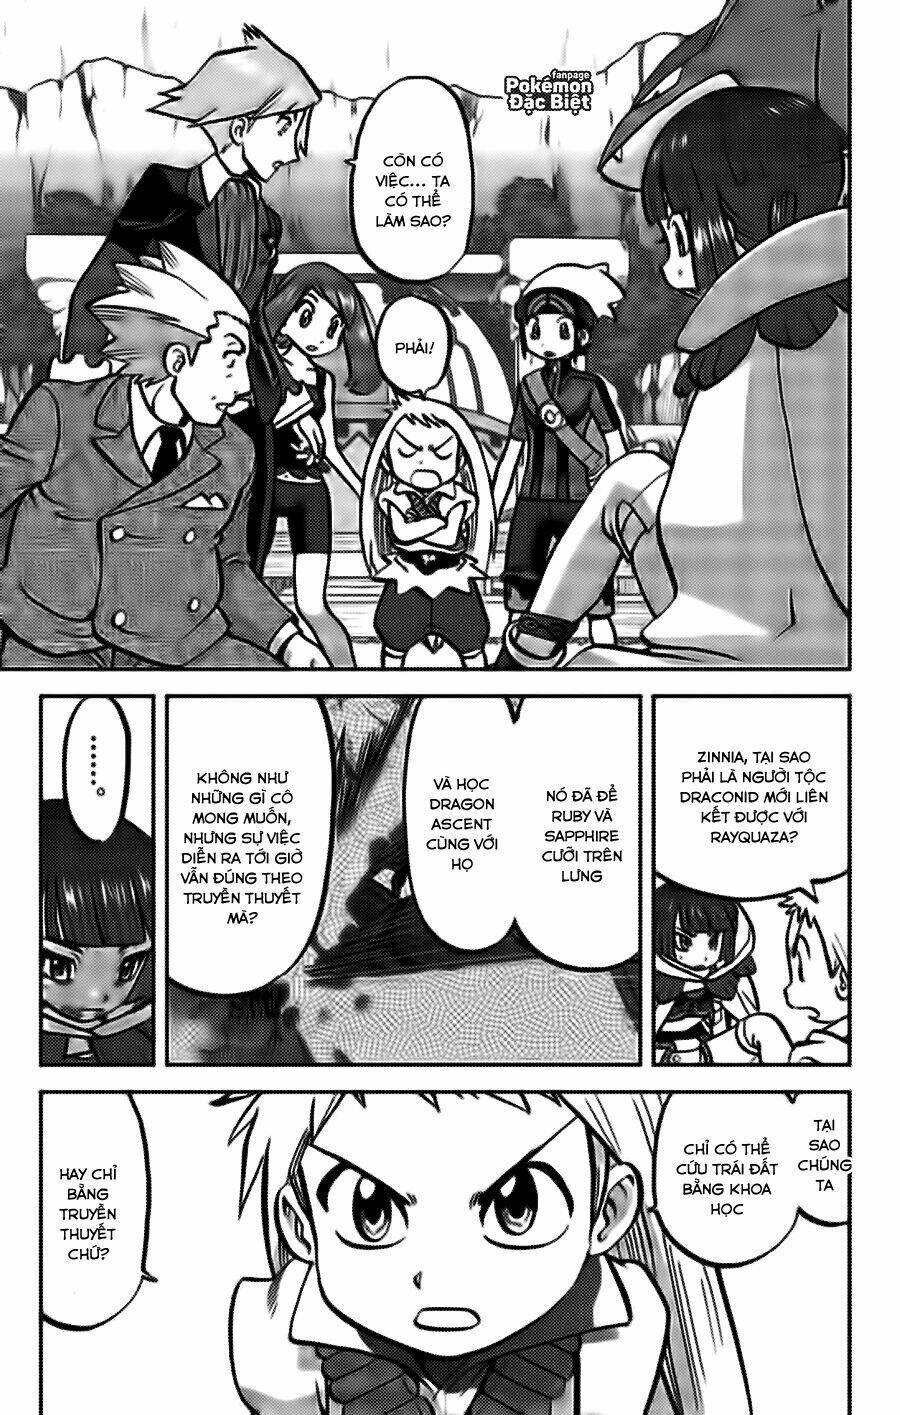 fanpage
Pokémon
Đặc Biệt
CÒN CÓ
VIỆC... TA
CÓ THỂ
LÀM SAO?
PHẢI!
ZINNIA, TẠI SAO
PHẢI LÀ NGƯỜI TỘC
DRACONID MỚI LIÊN
KẾT ĐƯỢC VỚI
RAYQUAZA?
NÓ ĐÃ ĐỂ
RUBY VÀ
SAPPHIRE
CƯỠI TRÊN
LƯNG
VÀ HỌC
DRAGON
ASCENT
CÙNG VỚI
HỌ
KHÔNG NHƯ
NHỮNG GÌ CÔ
MONG MUỐN,
NHƯNG SỰ VIỆC
DIỄN RA TỚI GIỜ
VẪN ĐÚNG THEO
TRUYỀN THUYẾT
MÀ?
TẠI
SAO
CHÚNG
TA
CHỈ CÓ THỂ
CỨU TRÁI ĐẤT
BẰNG KHOA
HỌC
HAY CHỈ
BẰNG
TRUYỀN
THUYẾT
CHỨ?